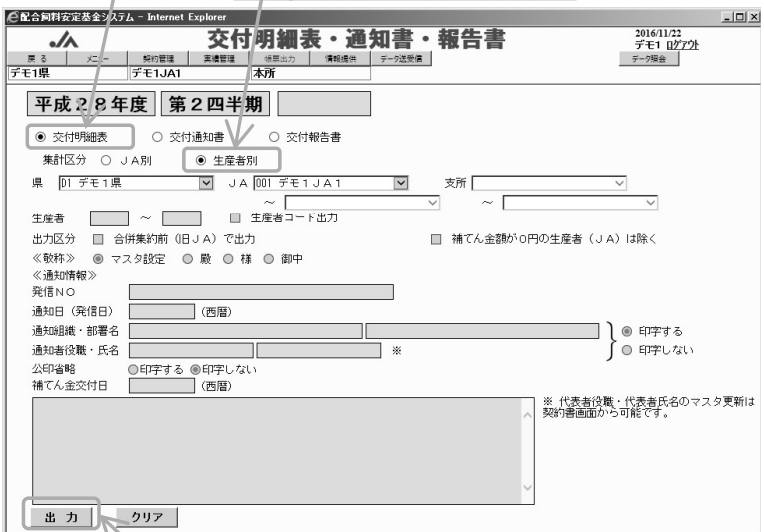 配合飼料安定基金システム - Internet Explorer
JA
交付明細表・通知書・報告書
2016/11/22
デモ1 ログアウト
戻る メニュー 契約管理 実績管理 帳票出力 情報提供 データ送受信 データ照会
デモ1県 デモ1JA1 本所
平成28年度 第2四半期
交付明細表 交付通知書 交付報告書
集計区分 JA別 生産者別
県 D1 デモ1県 JA 001 デモ1JA1 支所
~ ~
生産者 ~ 生産者コード出力
出力区分 合併集約前(旧JA)で出力 補てん金額が0円の生産者(JA)は除く
≪敬称≫ マスタ設定 殿 様 御中
≪通知情報≫
発信NO
通知日(発信日) (西暦)
通知組織・部署名 印字する
通知者役職・氏名 ※ 印字しない
公印省略 印字する 印字しない
補てん金交付日 (西暦)
※ 代表者役職・代表者氏名のマスタ更新は
契約書画面から可能です。
出力 クリア